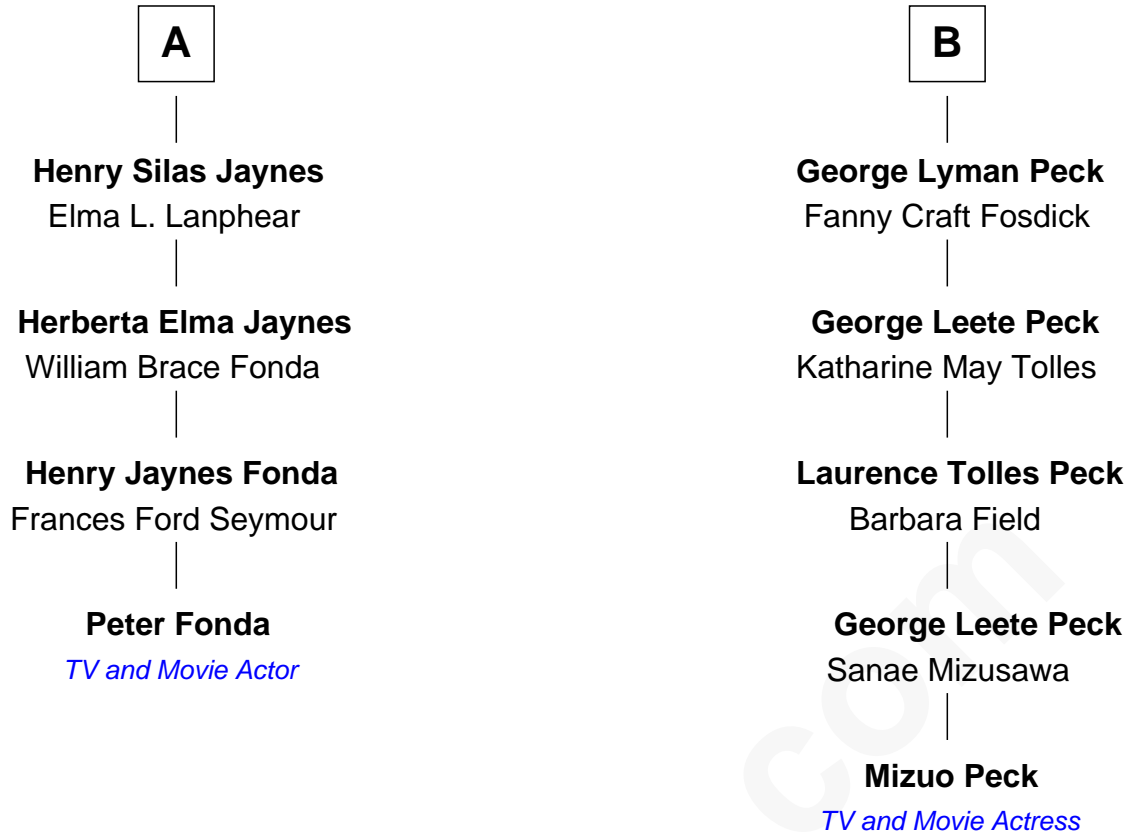 A
Henry Silas Jaynes
Elma L. Lanphear
Herberta Elma Jaynes
William Brace Fonda
Henry Jaynes Fonda
Frances Ford Seymour
Peter Fonda
TV and Movie Actor
B
George Lyman Peck
Fanny Craft Fosdick
George Leete Peck
Katharine May Tolles
Laurence Tolles Peck
Barbara Field
George Leete Peck
Sanae Mizusawa
Mizuo Peck
TV and Movie Actress
com